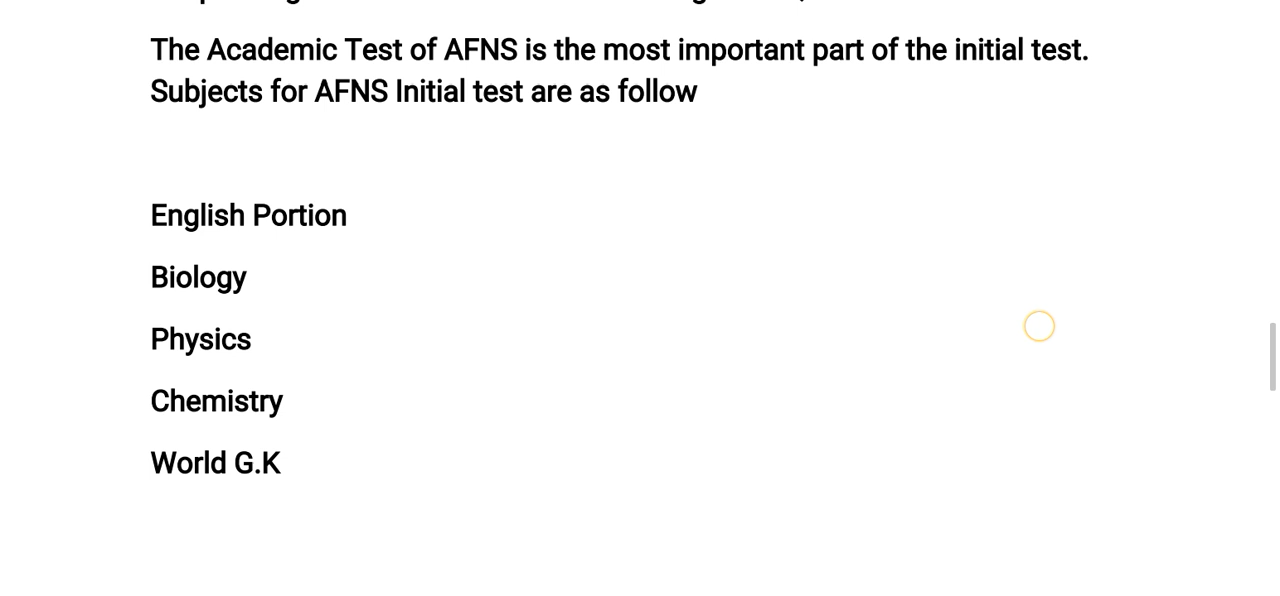 The Academic Test of AFNS is the most important part of the initial test.
Subjects for AFNS Initial test are as follow
English Portion
Biology
Physics
Chemistry
World G.K